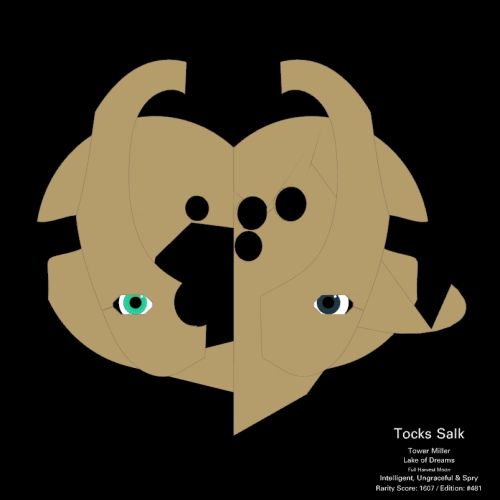 Tocks Salk
Tower Miller
Lake of Dreams
Full Harvest Moon
Intelligent, Ungraceful & Spry
Rarity Score: 1607 / Edition: #481